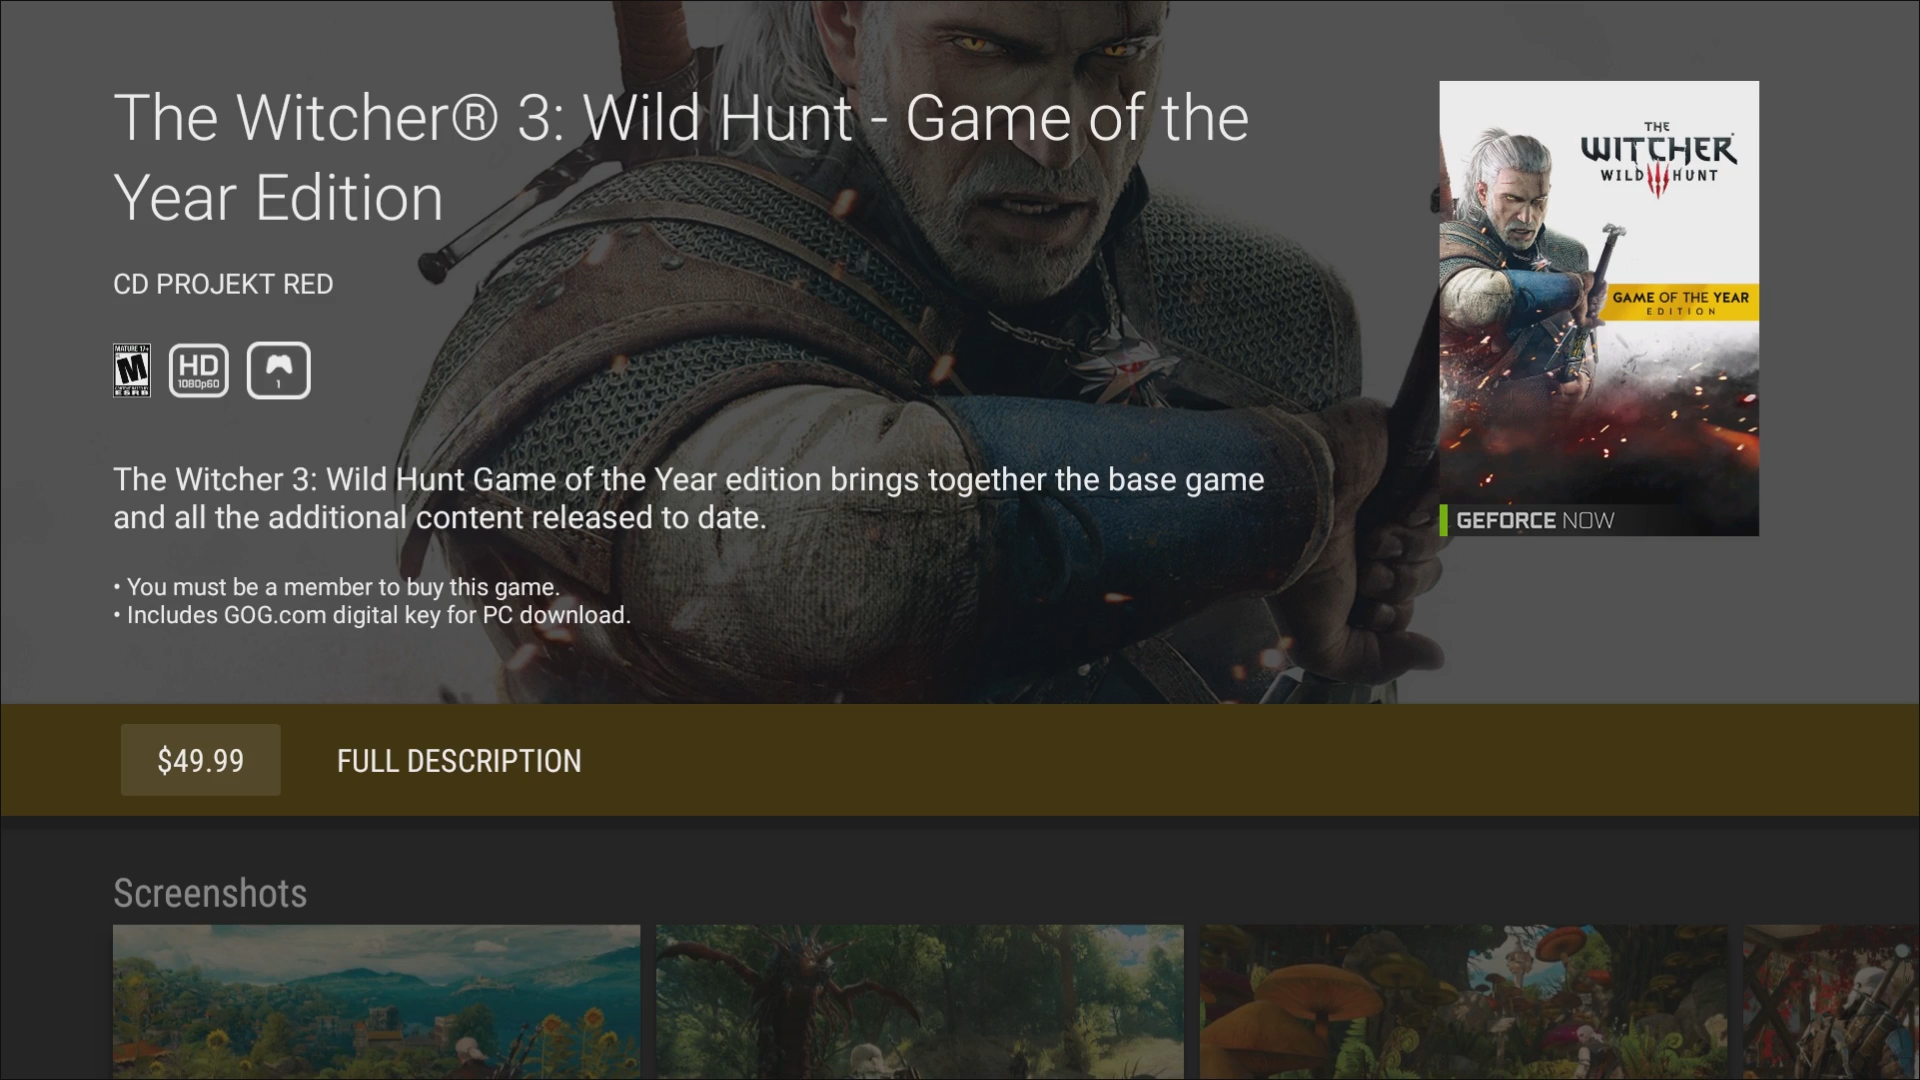 The Witcher® 3: Wild Hunt - Game of the
Year Edition
CD PROJEKT RED
MATURE 17+
M
HD
1080p60
1
The Witcher 3: Wild Hunt Game of the Year edition brings together the base game
and all the additional content released to date.
• You must be a member to buy this game.
• Includes GOG.com digital key for PC download.
THE
WITCHER
WILD HUNT
GAME OF THE YEAR
EDITION
GEFORCE NOW
$49.99
FULL DESCRIPTION
Screenshots